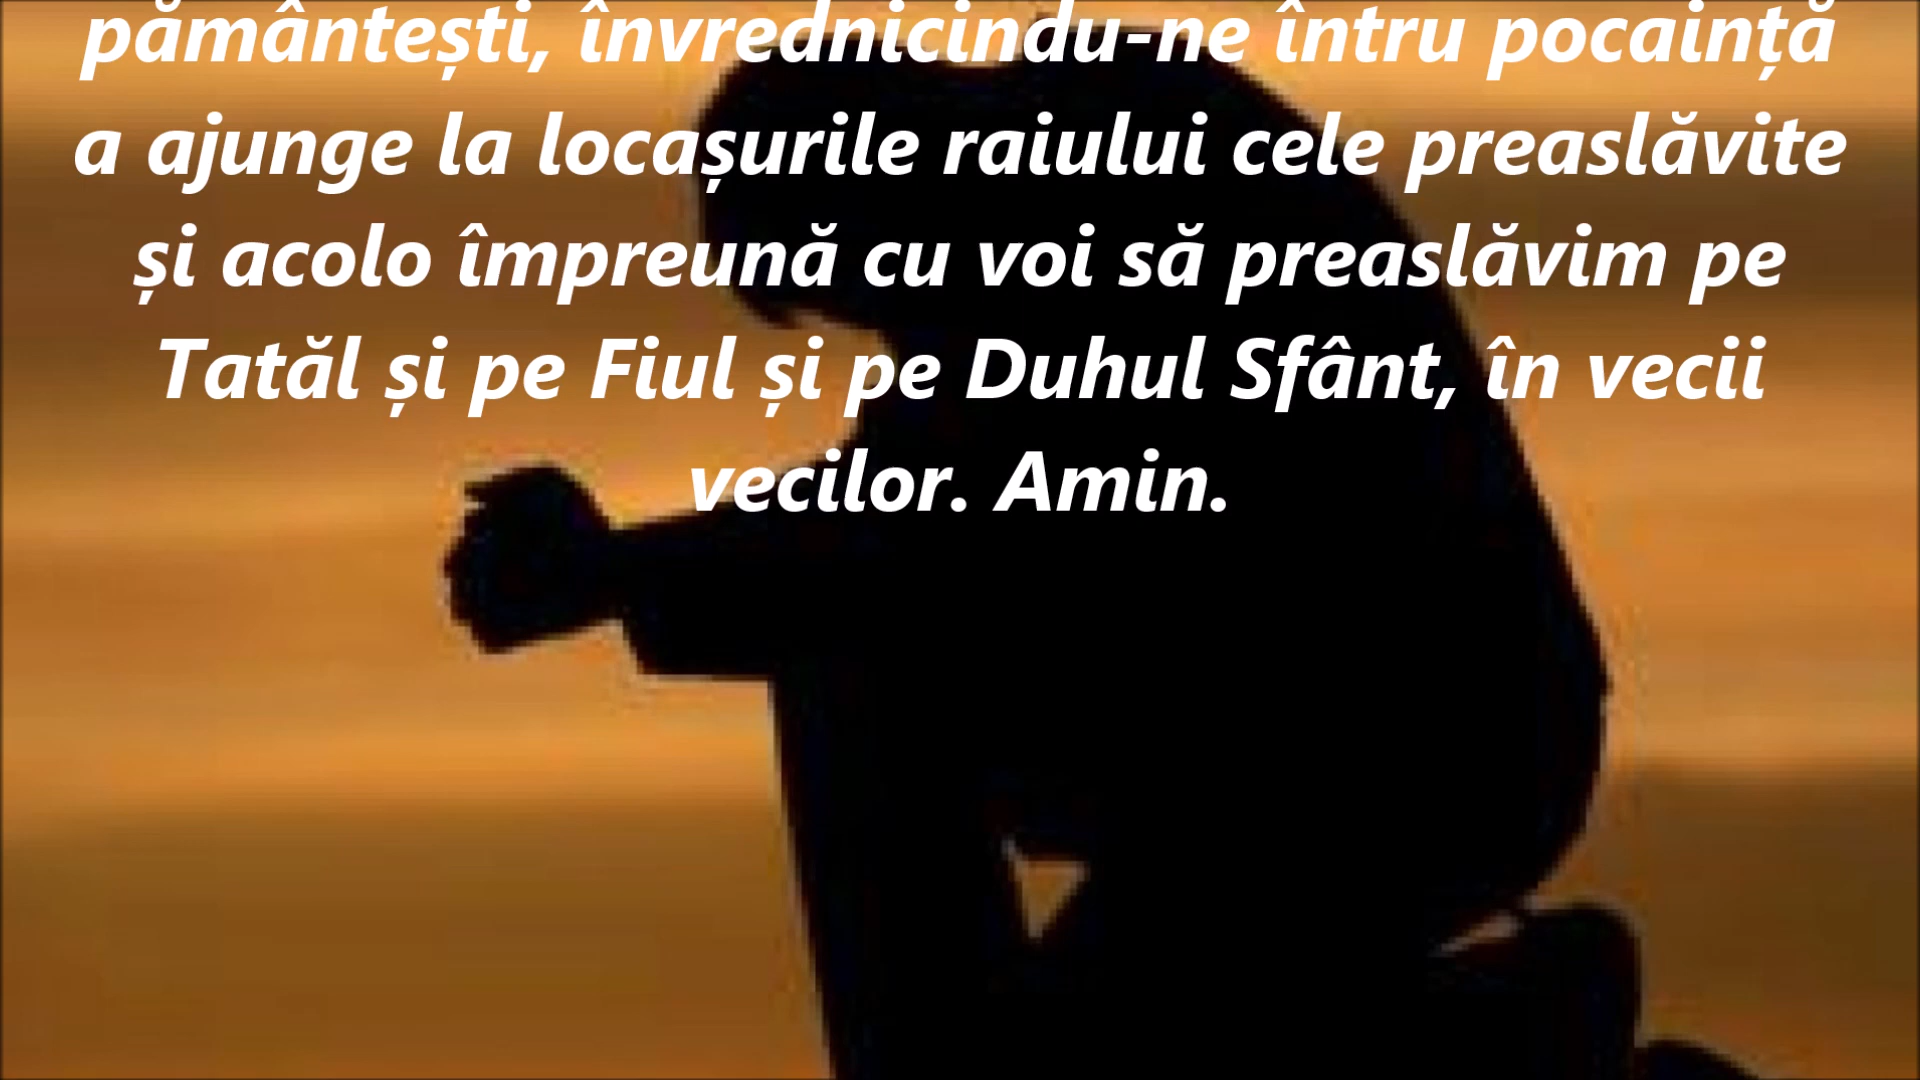 pământești, învrednicindu-ne întru pocaință
a ajunge la locașurile raiului cele preaslăvite
și acolo împreună cu voi să preaslăvim pe
Tatăl și pe Fiul și pe Duhul Sfânt, în vecii
vecilor. Amin.